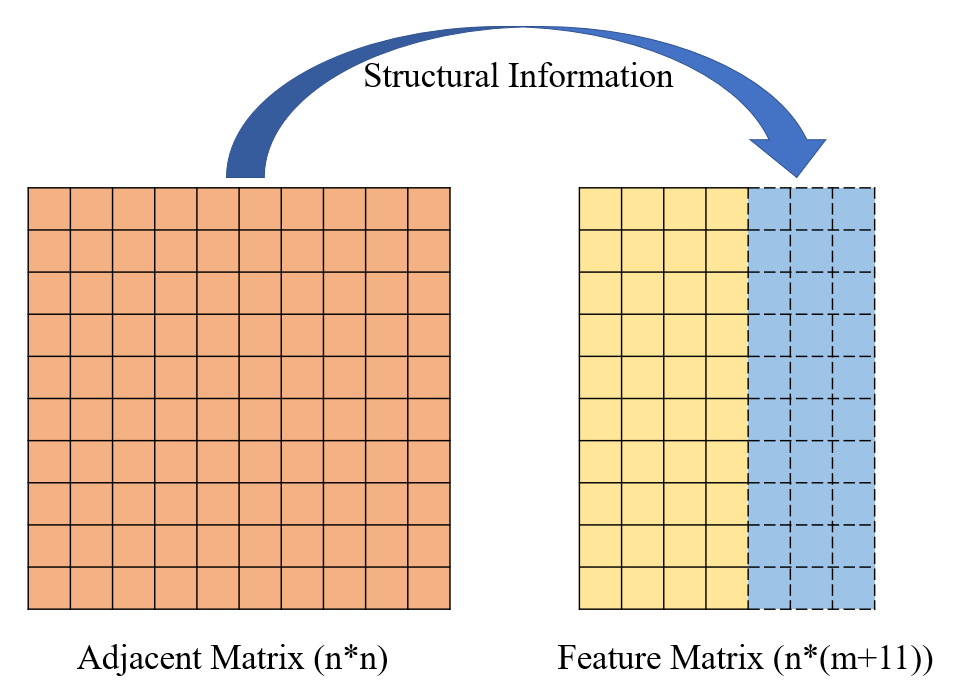 Structural Information
Adjacent Matrix (n*n)
Feature Matrix (n*(m+11))